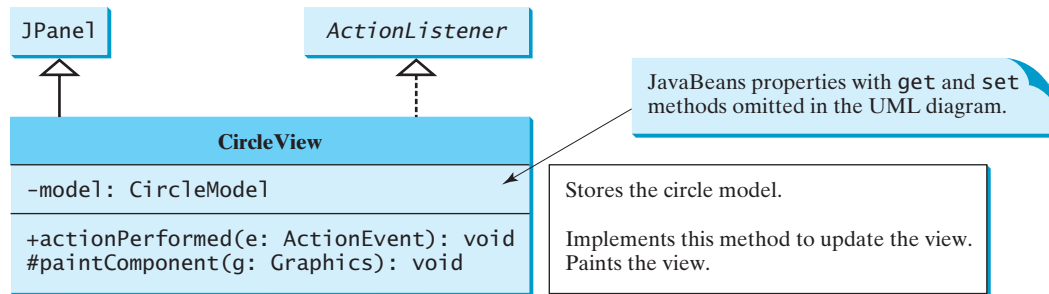 JPanel
ActionListener
JavaBeans properties with get and set
methods omitted in the UML diagram.
CircleView
-model: CircleModel
Stores the circle model.
+actionPerformed(e: ActionEvent): void
Implements this method to update the view.
#paintComponent(g: Graphics): void
Paints the view.